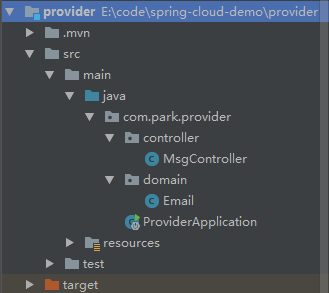 provider E:\code\spring-cloud-demo\provider
.mvn
src
main
java
com.park.provider
controller
MsgController
domain
Email
ProviderApplication
resources
test
target